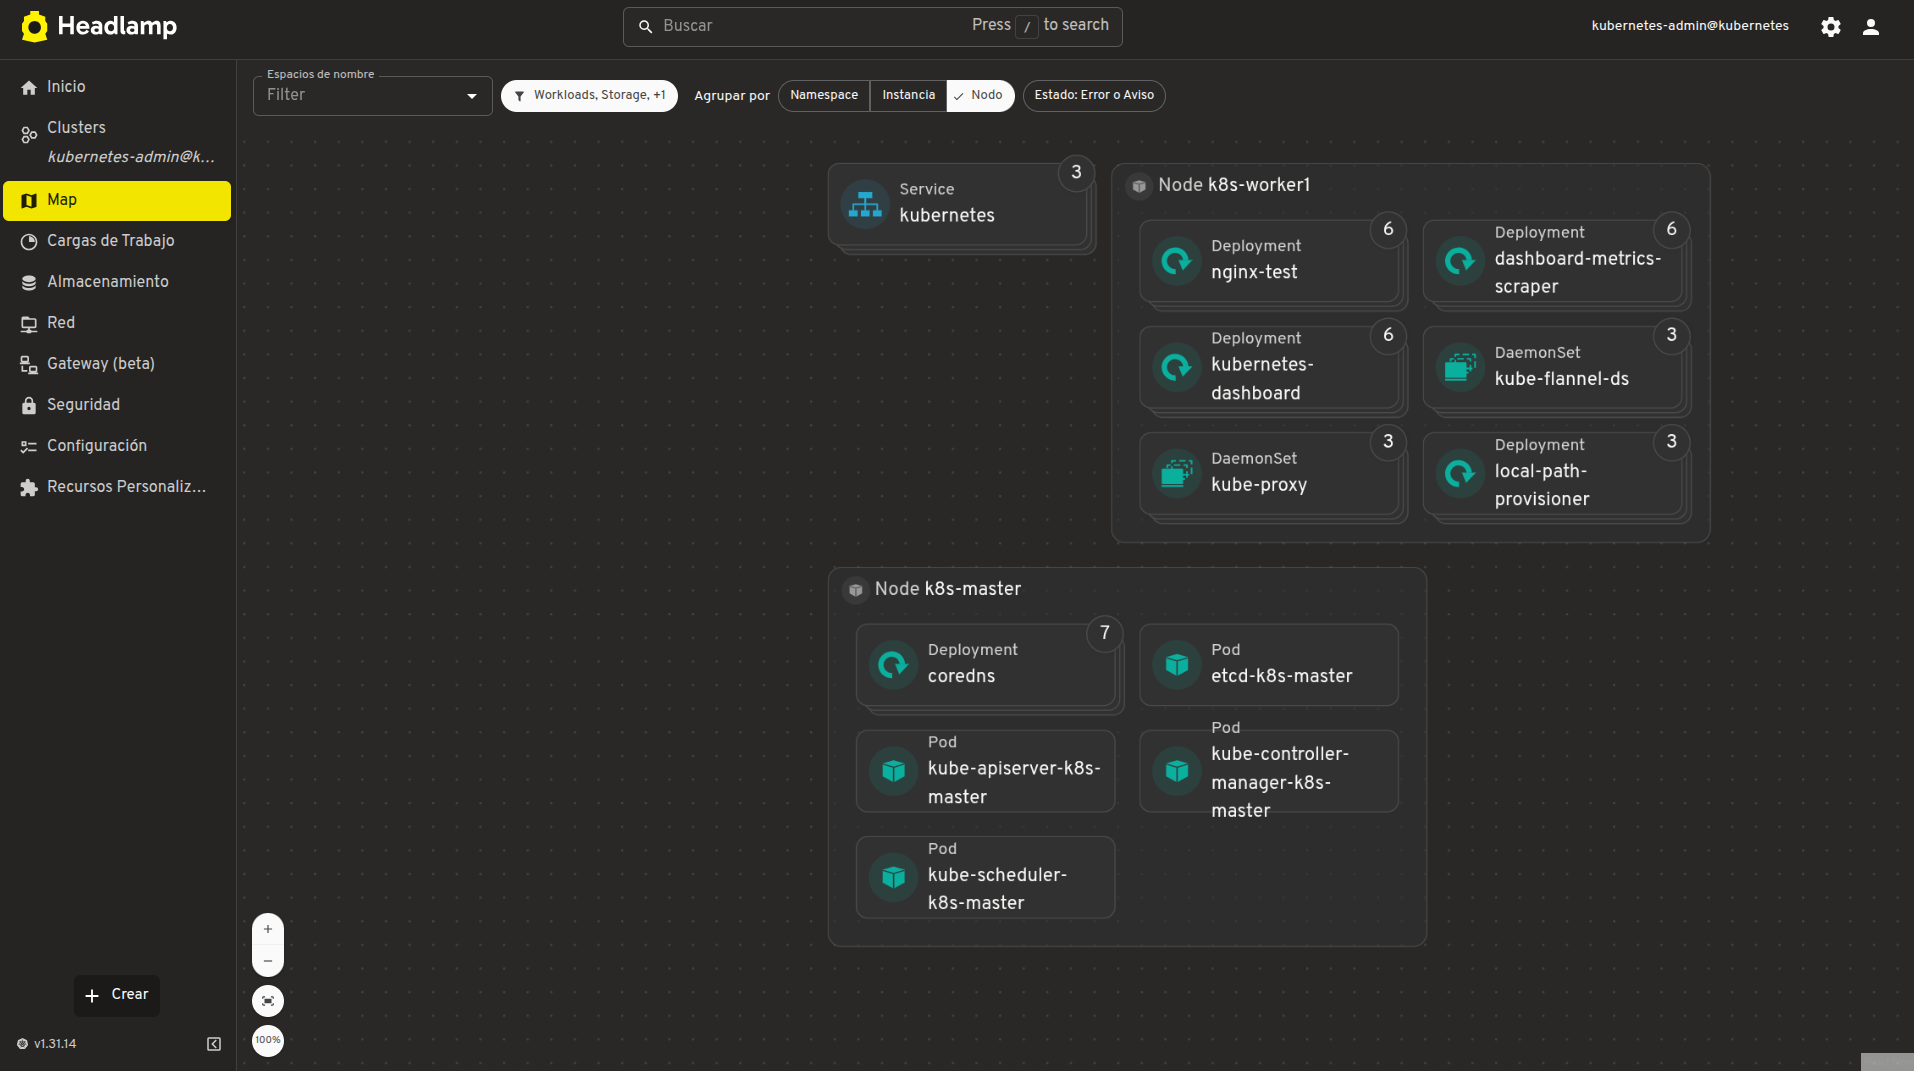 Headlamp
Buscar
Press / to search
kubernetes-admin@kubernetes
Inicio
Clusters
kubernetes-admin@k...
Map
Cargas de Trabajo
Almacenamiento
Red
Gateway (beta)
Seguridad
Configuración
Recursos Personaliz...
Crear
v1.31.14
Espacios de nombre
Filter
Workloads, Storage, +1
Agrupar por
Namespace
Instancia
Nodo
Estado: Error o Aviso
3
Service
kubernetes
Node k8s-worker1
6
Deployment
nginx-test
6
Deployment
dashboard-metrics-
scraper
6
Deployment
kubernetes-
dashboard
3
DaemonSet
kube-flannel-ds
3
DaemonSet
kube-proxy
3
Deployment
local-path-
provisioner
Node k8s-master
7
Deployment
coredns
Pod
etcd-k8s-master
Pod
kube-apiserver-k8s-
master
Pod
kube-controller-
manager-k8s-
master
Pod
kube-scheduler-
k8s-master
+
−
100%